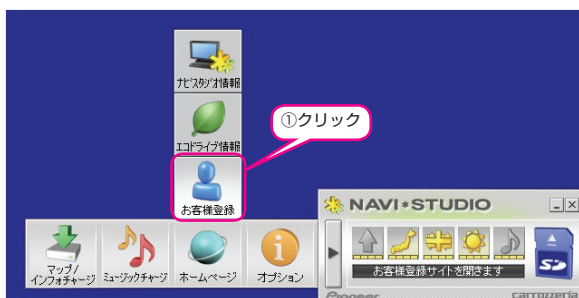 ナビスタジオ情報
エコドライブ情報
①クリック
お客様登録
マップ/
インフォチャージ
ミュージックチャージ
ホームページ
オプション
NAVI*STUDIO
お客様登録サイトを開きます
SD
Pioneer
carrozzeria